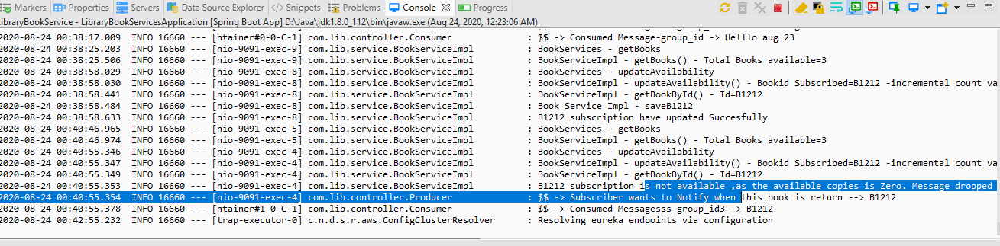 Markers Properties Servers Data Source Explorer Snippets Problems Console Progress
LibraryBookService - LibraryBookServicesApplication [Spring Boot App] D:\Java\jdk1.8.0_112\bin\javaw.exe (Aug 24, 2020, 12:23:06 AM)
2020-08-24 00:38:17.009 INFO 16660 --- [ntainer#0-0-C-1] com.lib.controller.Consumer : $$ -> Consumed Message-group_id -> Helllo aug 23
2020-08-24 00:38:25.203 INFO 16660 --- [nio-9091-exec-9] com.lib.service.BookServiceImpl : BookServices - getBooks
2020-08-24 00:38:25.506 INFO 16660 --- [nio-9091-exec-9] com.lib.service.BookServiceImpl : BookServiceImpl - getBooks() - Total Books available=3
2020-08-24 00:38:58.029 INFO 16660 --- [nio-9091-exec-8] com.lib.service.BookServiceImpl : BookServices - updateAvailability
2020-08-24 00:38:58.030 INFO 16660 --- [nio-9091-exec-8] com.lib.service.BookServiceImpl : BookServiceImpl - updateAvailability() - Bookid Subscribed=B1212 -incremental_count va
2020-08-24 00:38:58.441 INFO 16660 --- [nio-9091-exec-8] com.lib.service.BookServiceImpl : BookServiceImpl - getBookById() - Id=B1212
2020-08-24 00:38:58.484 INFO 16660 --- [nio-9091-exec-8] com.lib.service.BookServiceImpl : Book Service Impl - saveB1212
2020-08-24 00:38:58.633 INFO 16660 --- [nio-9091-exec-8] com.lib.service.BookServiceImpl : B1212 subscription have updated Succesfully
2020-08-24 00:40:46.965 INFO 16660 --- [nio-9091-exec-5] com.lib.service.BookServiceImpl : BookServices - getBooks
2020-08-24 00:40:46.974 INFO 16660 --- [nio-9091-exec-5] com.lib.service.BookServiceImpl : BookServiceImpl - getBooks() - Total Books available=3
2020-08-24 00:40:55.346 INFO 16660 --- [nio-9091-exec-4] com.lib.service.BookServiceImpl : BookServices - updateAvailability
2020-08-24 00:40:55.347 INFO 16660 --- [nio-9091-exec-4] com.lib.service.BookServiceImpl : BookServiceImpl - updateAvailability() - Bookid Subscribed=B1212 -incremental_count va
2020-08-24 00:40:55.349 INFO 16660 --- [nio-9091-exec-4] com.lib.service.BookServiceImpl : BookServiceImpl - getBookById() - Id=B1212
2020-08-24 00:40:55.353 INFO 16660 --- [nio-9091-exec-4] com.lib.service.BookServiceImpl : B1212 subscription is not available ,as the available copies is Zero. Message dropped
2020-08-24 00:40:55.354 INFO 16660 --- [nio-9091-exec-4] com.lib.controller.Producer : $$ -> Subscriber wants to Notify when this book is return --> B1212
2020-08-24 00:40:55.378 INFO 16660 --- [ntainer#1-0-C-1] com.lib.controller.Consumer : $$ -> Consumed Messagesss-group_id3 -> B1212
2020-08-24 00:42:55.232 INFO 16660 --- [trap-executor-0] c.n.d.s.r.aws.ConfigClusterResolver : Resolving eureka endpoints via configuration